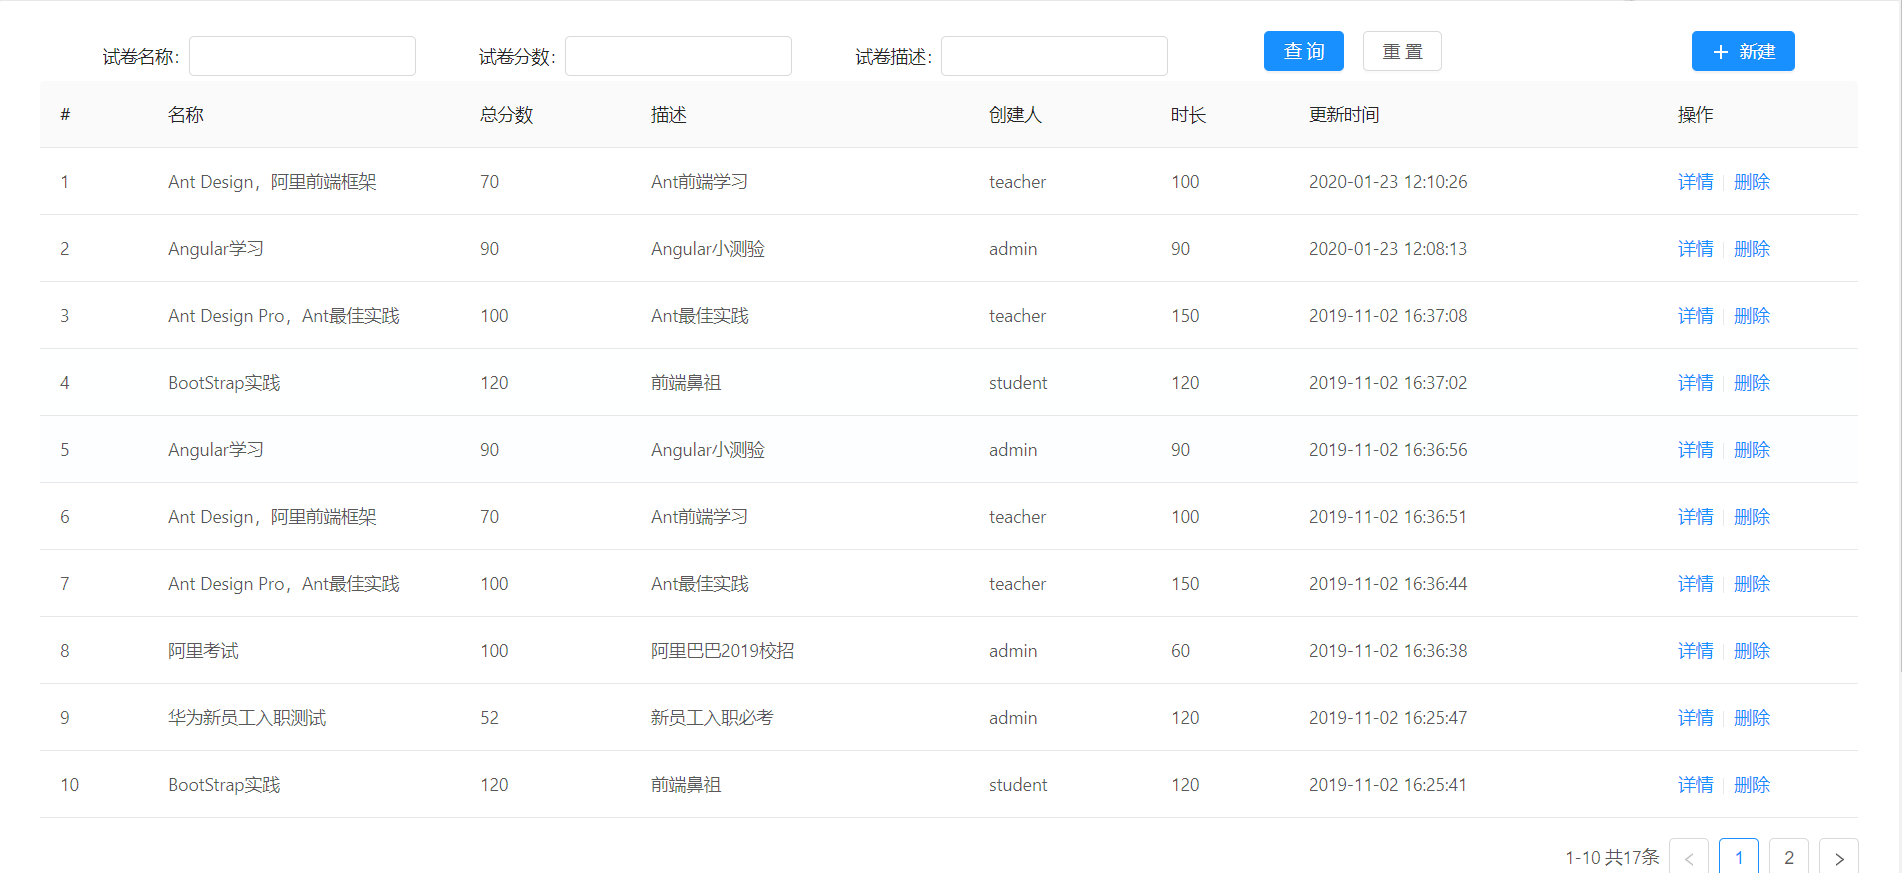 试卷名称: 试卷分数: 试卷描述: 查 询 重 置 + 新建
# 名称 总分数 描述 创建人 时长 更新时间 操作
1 Ant Design，阿里前端框架 70 Ant前端学习 teacher 100 2020-01-23 12:10:26 详情 删除
2 Angular学习 90 Angular小测验 admin 90 2020-01-23 12:08:13 详情 删除
3 Ant Design Pro，Ant最佳实践 100 Ant最佳实践 teacher 150 2019-11-02 16:37:08 详情 删除
4 BootStrap实践 120 前端鼻祖 student 120 2019-11-02 16:37:02 详情 删除
5 Angular学习 90 Angular小测验 admin 90 2019-11-02 16:36:56 详情 删除
6 Ant Design，阿里前端框架 70 Ant前端学习 teacher 100 2019-11-02 16:36:51 详情 删除
7 Ant Design Pro，Ant最佳实践 100 Ant最佳实践 teacher 150 2019-11-02 16:36:44 详情 删除
8 阿里考试 100 阿里巴巴2019校招 admin 60 2019-11-02 16:36:38 详情 删除
9 华为新员工入职测试 52 新员工入职必考 admin 120 2019-11-02 16:25:47 详情 删除
10 BootStrap实践 120 前端鼻祖 student 120 2019-11-02 16:25:41 详情 删除
1-10 共17条 < 1 2 >